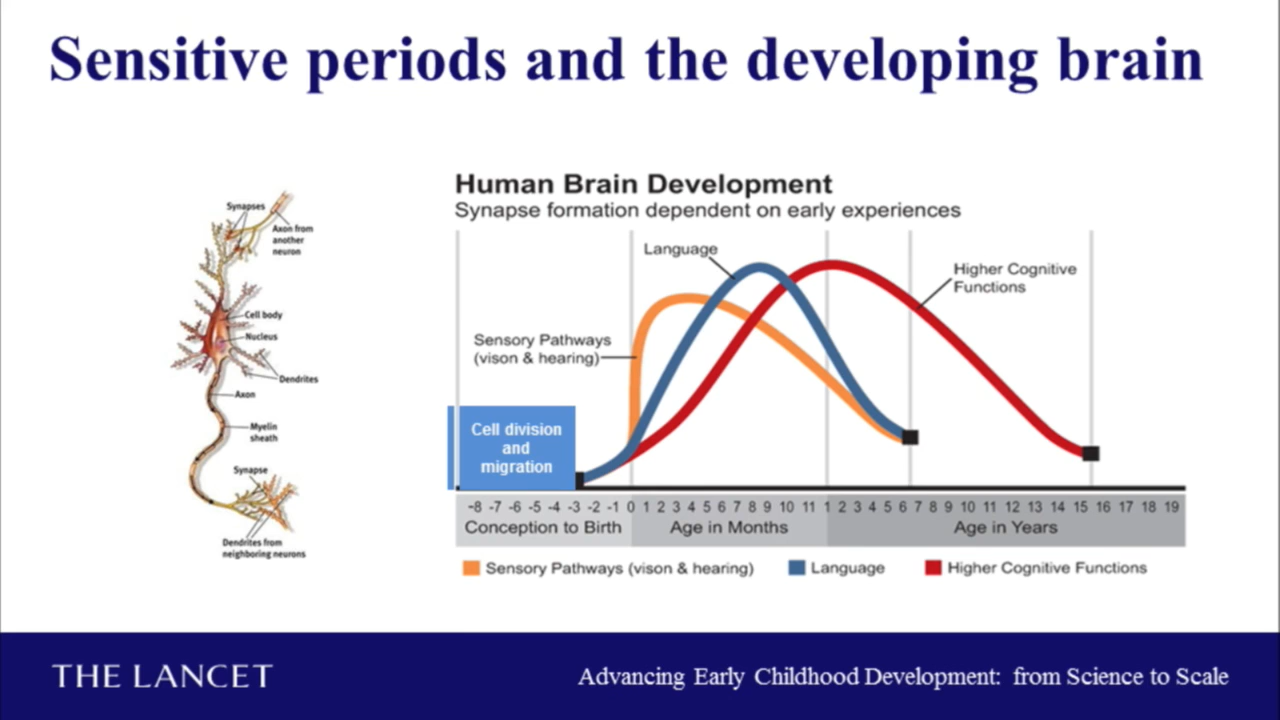 Sensitive periods and the developing brain
Synapses
Axon from
another
neuron
Cell body
Nucleus
Dendrites
Axon
Myelin
sheath
Synapse
Dendrites from
neighboring neurons
Human Brain Development
Synapse formation dependent on early experiences
Language
Higher Cognitive
Functions
Sensory Pathways
(vison & hearing)
Cell division
and
migration
-8 -7 -6 -5 -4 -3 -2 -1 0 1 2 3 4 5 6 7 8 9 10 11 1 2 3 4 5 6 7 8 9 10 11 12 13 14 15 16 17 18 19
Conception to Birth Age in Months Age in Years
Sensory Pathways (vison & hearing) Language Higher Cognitive Functions
THE LANCET
Advancing Early Childhood Development: from Science to Scale